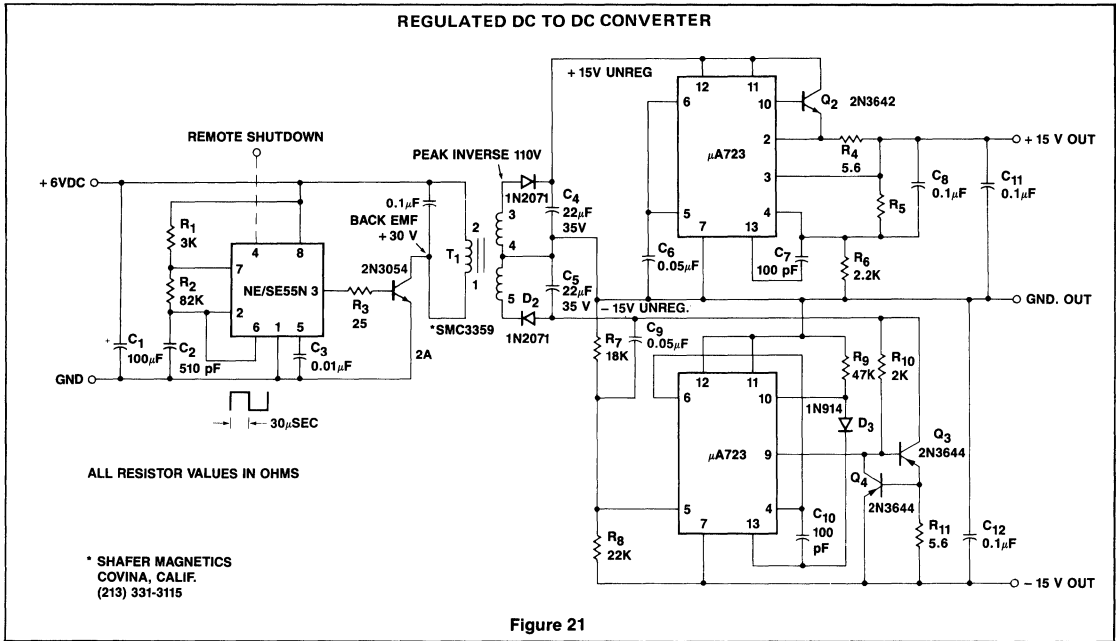 REGULATED DC TO DC CONVERTER
+ 15V UNREG
12
11
6
10
Q2
2N3642
REMOTE SHUTDOWN
2
+ 15 V OUT
PEAK INVERSE 110V
μA723
R4
5.6
+ 6VDC
0.1μF
1N2071
C4
22μF
35V
3
C8
0.1μF
C11
0.1μF
BACK EMF
+ 30 V
2
3
R5
R1
3K
4
8
5
4
T1
4
7
13
7
2N3054
C6
0.05μF
C7
100 pF
R6
2.2K
R2
82K
NE/SE55N
3
C5
22μF
35 V
1
5
D2
GND. OUT
2
R3
25
*SMC3359
1N2071
− 15V UNREG.
6
1
5
C9
0.05μF
+
C1
100μF
C2
510 pF
C3
0.01μF
2A
R7
18K
R9
47K
R10
2K
GND
12
11
6
10
1N914
D3
30μSEC
Q3
2N3644
μA723
9
ALL RESISTOR VALUES IN OHMS
Q4
2N3644
5
4
C10
100
pF
7
13
R8
22K
R11
5.6
C12
0.1μF
* SHAFER MAGNETICS
COVINA, CALIF.
(213) 331-3115
− 15 V OUT
Figure 21